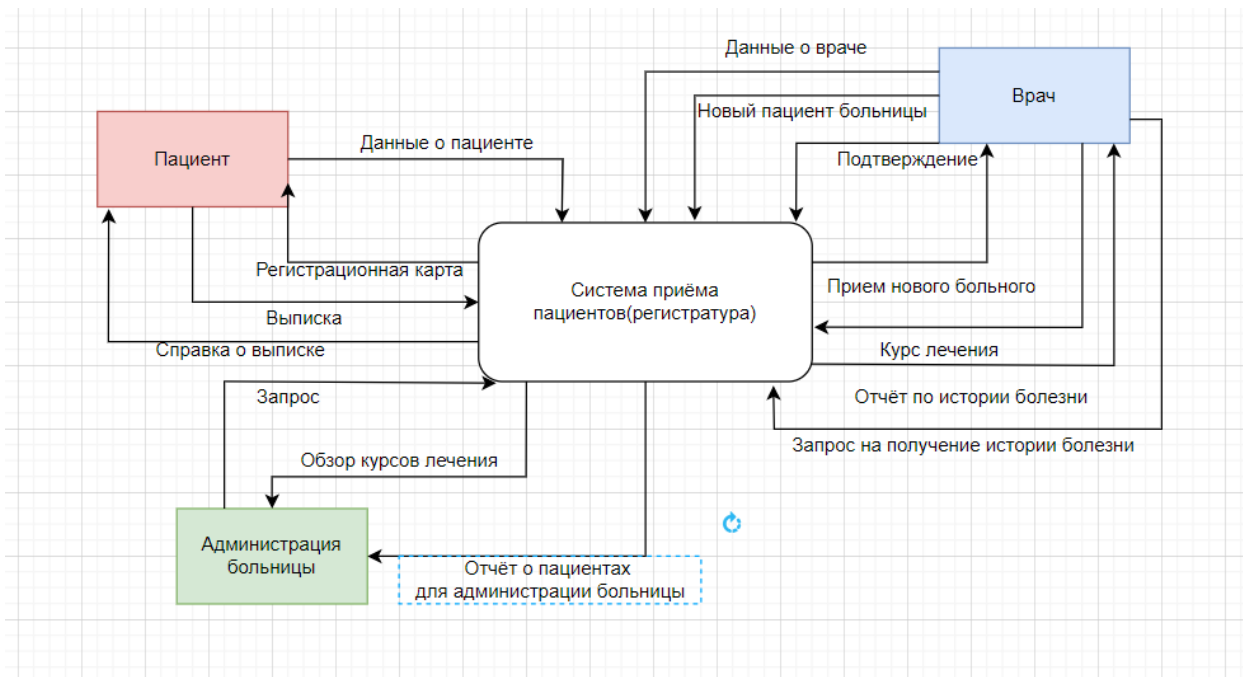 Данные о враче
Врач
Новый пациент больницы
Пациент
Данные о пациенте
Подтверждение
Регистрационная карта
Система приёма
пациентов(регистратура)
Прием нового больного
Выписка
Справка о выписке
Курс лечения
Запрос
Отчёт по истории болезни
Запрос на получение истории болезни
Обзор курсов лечения
Администрация
больницы
Отчёт о пациентах
для администрации больницы